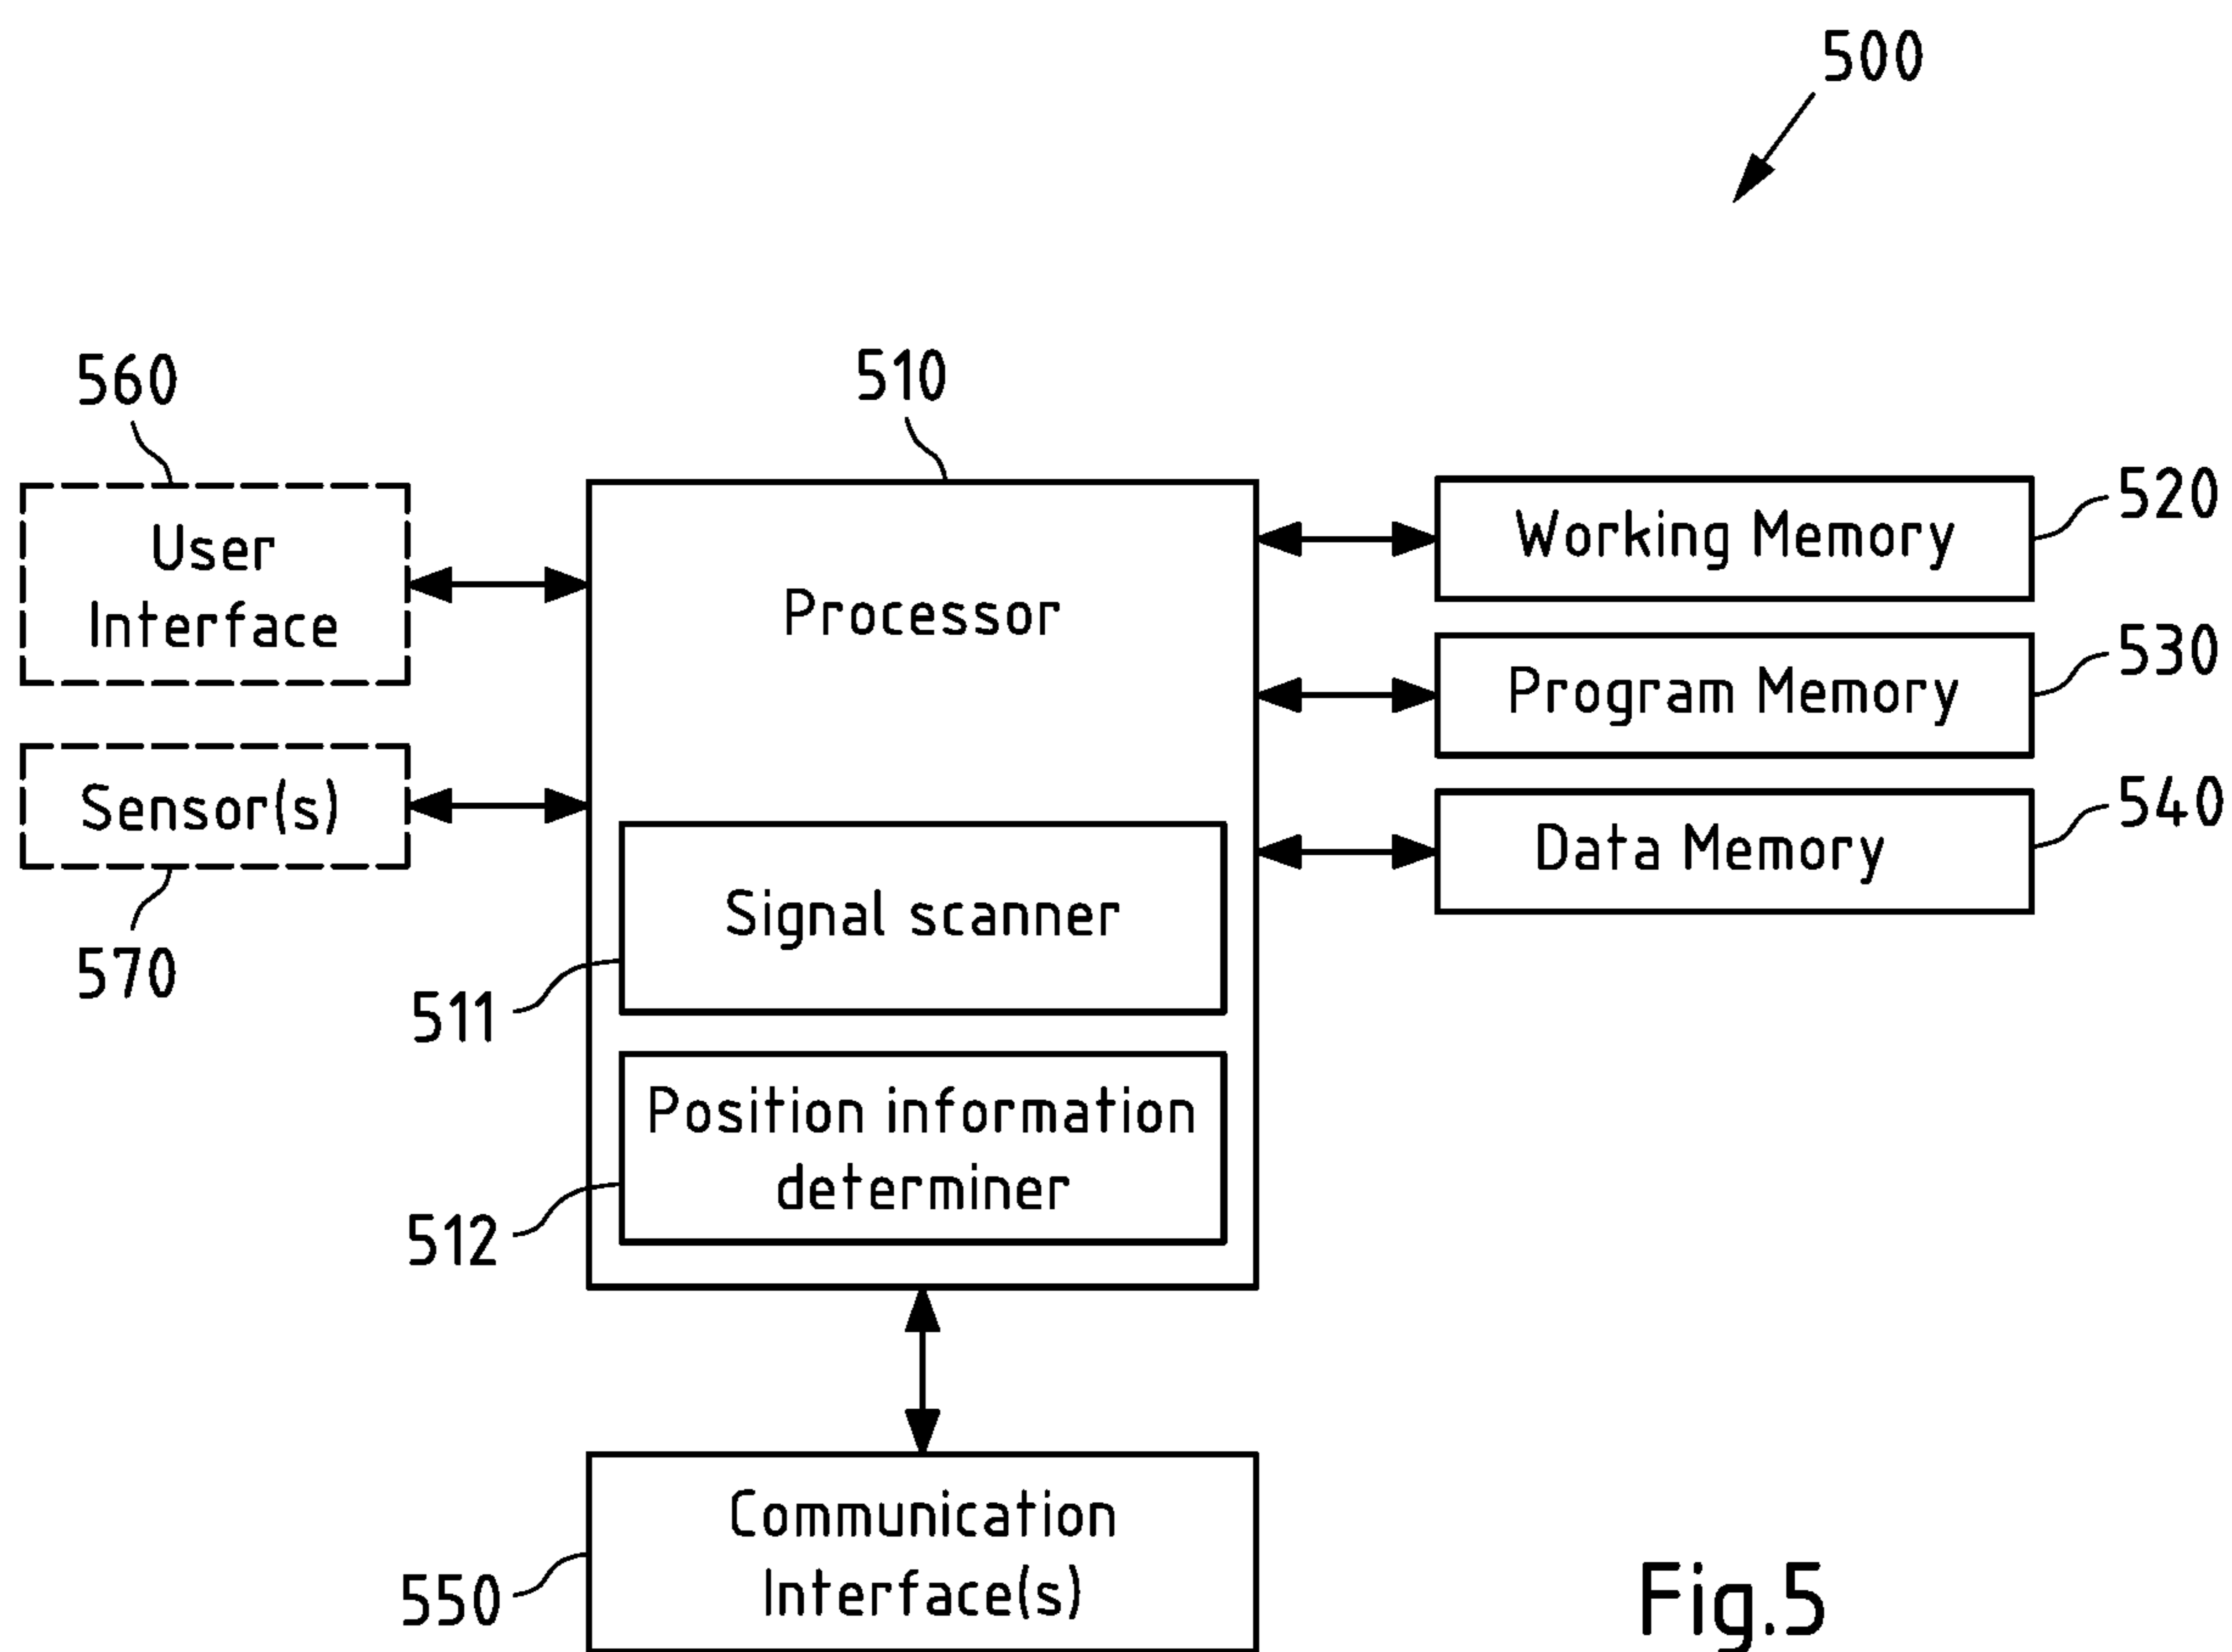 500
560
510
520
User
Interface
Processor
Working Memory
530
Program Memory
540
Sensor(s)
Data Memory
570
Signal scanner
511
Position information
determiner
512
Communication
Interface(s)
550
Fig.5